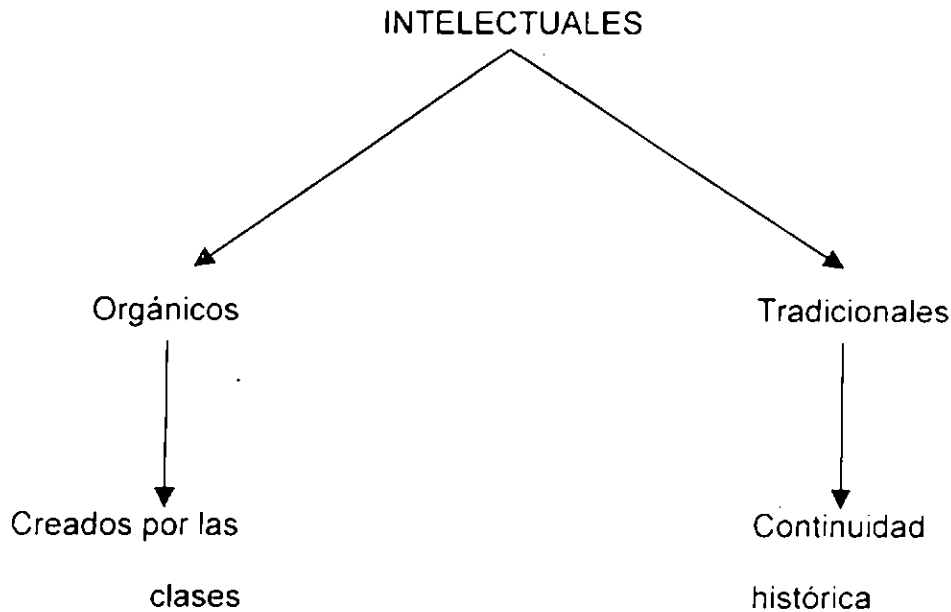 INTELECTUALES
Orgánicos
Tradicionales
Creados por las
clases
Continuidad
histórica